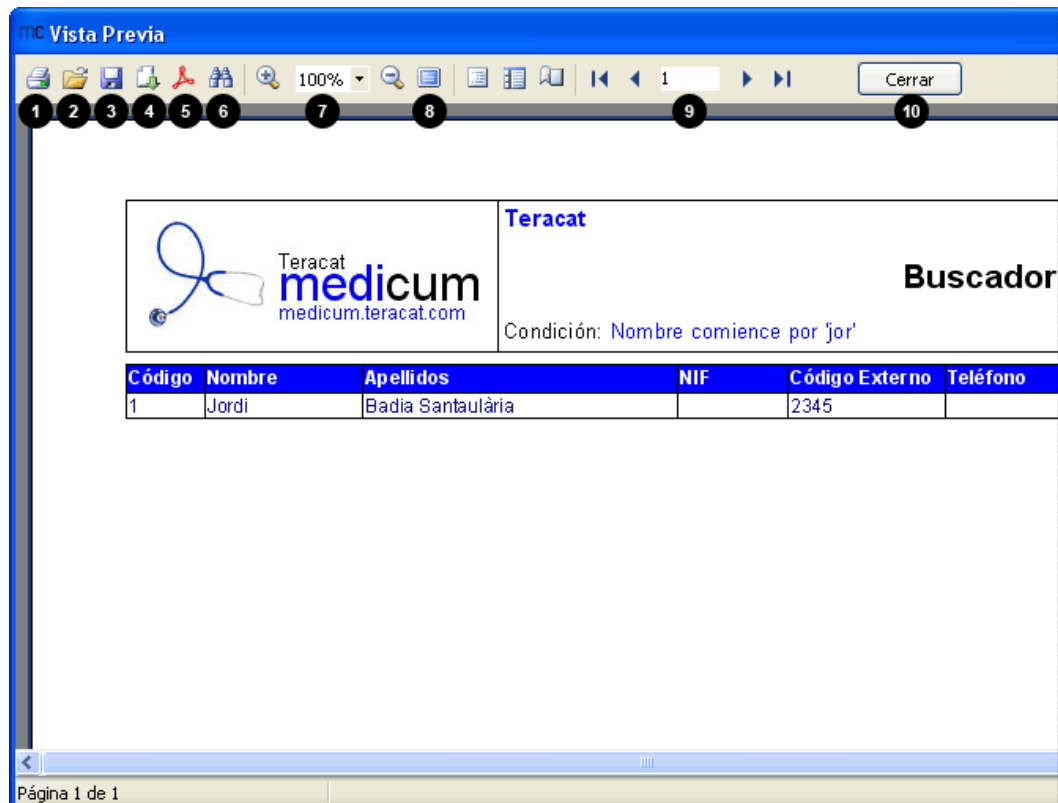 mc Vista Previa
100% 1 Cerrar
1 2 3 4 5 6 7 8 9 10
Teracat
Teracat
medicum
medicum.teracat.com
Buscador
Condición: Nombre comience por 'jor'
Código Nombre Apellidos NIF Código Externo Teléfono
1 Jordi Badia Santaulària 2345
Página 1 de 1